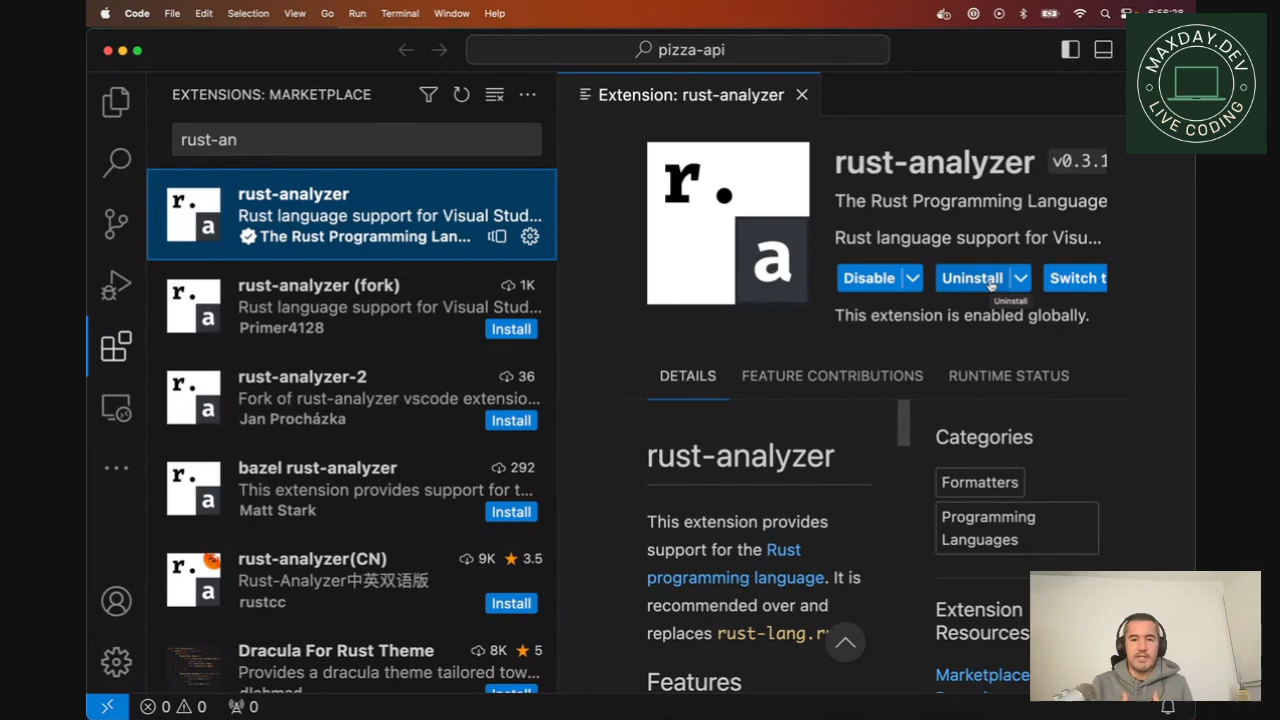 Code File Edit Selection View Go Run Terminal Window Help
pizza-api
MAXDAY.DEV
LIVE CODING
EXTENSIONS: MARKETPLACE
rust-an
rust-analyzer
Rust language support for Visual Stud...
The Rust Programming Lan...
rust-analyzer (fork) 1K
Rust language support for Visual Stud...
Primer4128 Install
rust-analyzer-2 36
Fork of rust-analyzer vscode extensio...
Jan Procházka Install
bazel rust-analyzer 292
This extension provides support for t...
Matt Stark Install
rust-analyzer(CN) 9K 3.5
Rust-Analyzer中英双语版
rustcc Install
Dracula For Rust Theme 8K 5
Provides a dracula theme tailored tow...
Extension: rust-analyzer
r.
a
rust-analyzer v0.3.1
The Rust Programming Language
Rust language support for Visu...
Disable Uninstall Switch t
Uninstall
This extension is enabled globally.
DETAILS FEATURE CONTRIBUTIONS RUNTIME STATUS
rust-analyzer
This extension provides
support for the Rust
programming language. It is
recommended over and
replaces rust-lang.ru
Features
Categories
Formatters
Programming
Languages
Extension
Resources
Marketplace
0 0 0